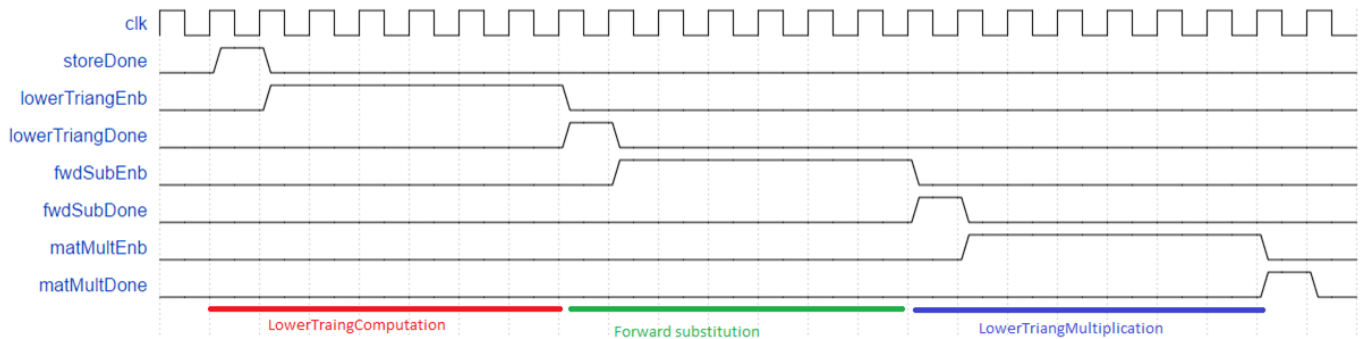 clk
storeDone
lowerTriangEnb
lowerTriangDone
fwdSubEnb
fwdSubDone
matMultEnb
matMultDone
LowerTraingComputation
Forward substitution
LowerTriangMultiplication